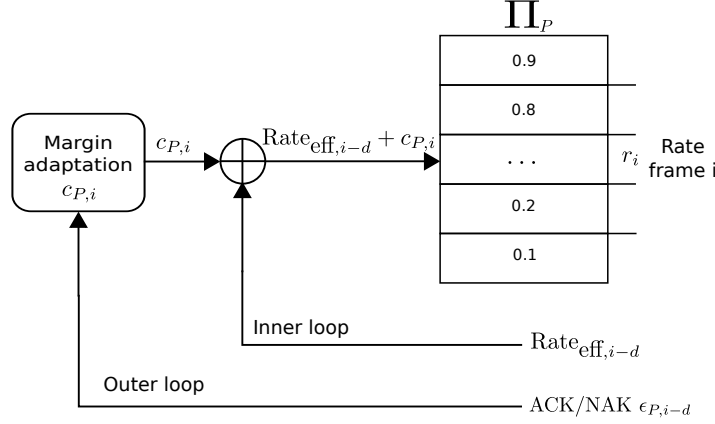 Π_P
0.9
0.8
. . .
0.2
0.1
Margin
adaptation
c_{P,i}
c_{P,i}
Rate_{eff,i−d} + c_{P,i}
r_i
Rate
frame i
Inner loop
Rate_{eff,i−d}
Outer loop
ACK/NAK ϵ_{P,i−d}